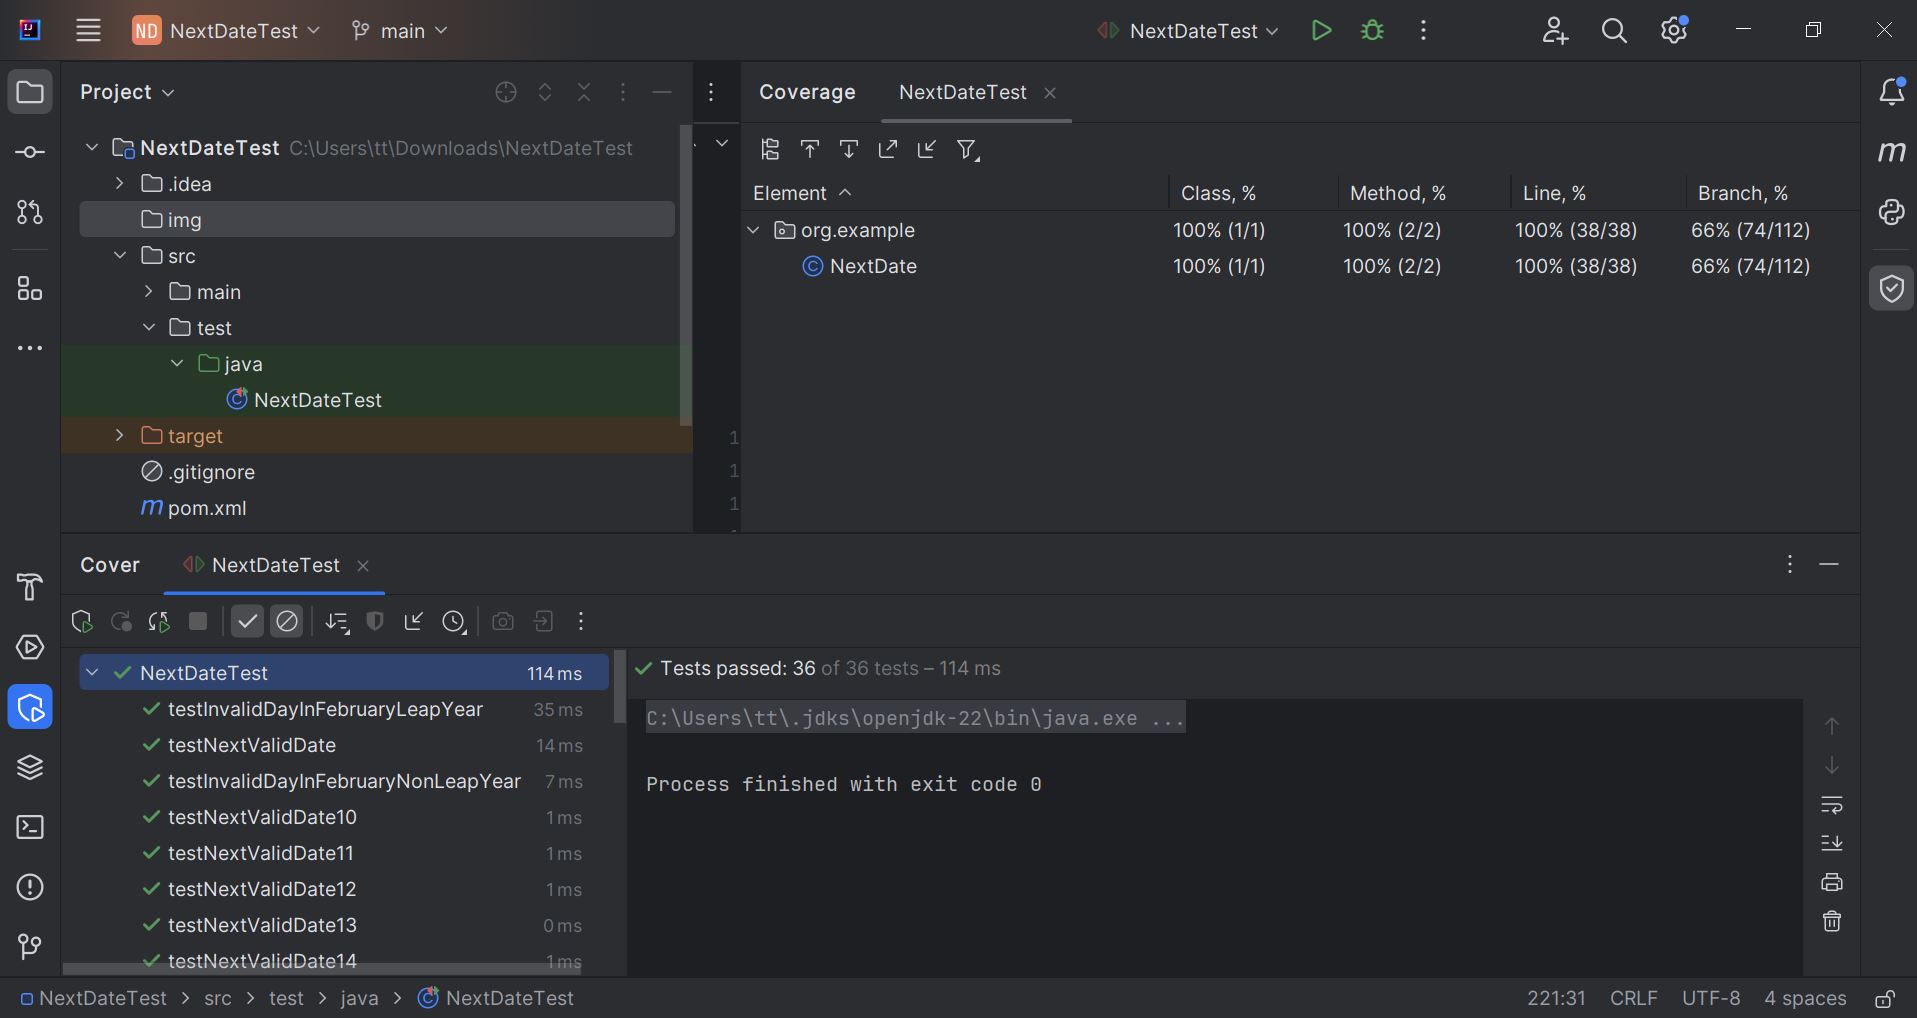 ND NextDateTest main NextDateTest
Project
NextDateTest C:\Users\tt\Downloads\NextDateTest
.idea
img
src
main
test
java
NextDateTest
target
.gitignore
m pom.xml
1
1
1
Coverage NextDateTest
Element Class, % Method, % Line, % Branch, %
org.example 100% (1/1) 100% (2/2) 100% (38/38) 66% (74/112)
NextDate 100% (1/1) 100% (2/2) 100% (38/38) 66% (74/112)
m
Cover NextDateTest
NextDateTest 114 ms
testInvalidDayInFebruaryLeapYear 35 ms
testNextValidDate 14 ms
testInvalidDayInFebruaryNonLeapYear 7 ms
testNextValidDate10 1 ms
testNextValidDate11 1 ms
testNextValidDate12 1 ms
testNextValidDate13 0 ms
testNextValidDate14 1 ms
Tests passed: 36 of 36 tests – 114 ms
C:\Users\tt\.jdks\openjdk-22\bin\java.exe ...
Process finished with exit code 0
NextDateTest > src > test > java > NextDateTest
221:31 CRLF UTF-8 4 spaces